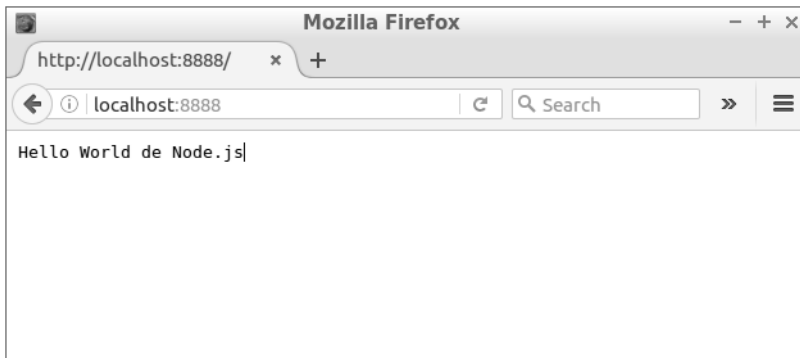 Mozilla Firefox
http://localhost:8888/
localhost:8888
Search
Hello World de Node.js